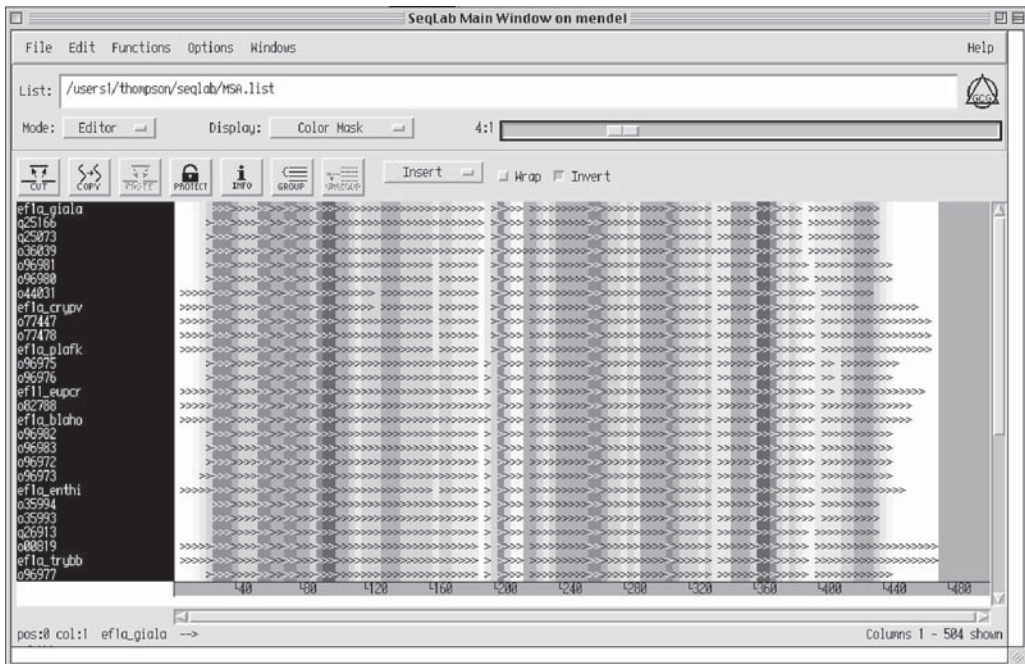 SeqLab Main Window on mendel
File Edit Functions Options Windows Help
List: /users1/thompson/seqlab/MSA.list
GCG
Mode: Editor Display: Color Mask 4:1
CUT COPY PASTE PROTECT INFO GROUP UNGROUP Insert Wrap Invert
ef1a_giala
q25166
q25073
o36039
o96981
o96980
o44031
ef1a_crypv
o77447
o77478
ef1a_plafk
o96975
o96976
ef11_eupcr
o82788
ef1a_blaho
o96982
o96983
o96972
o96973
ef1a_enthi
o35994
o35993
q26913
o00819
ef1a_trybb
o96977
40 80 120 160 200 240 280 320 360 400 440 480
pos:0 col:1 ef1a_giala --> Columns 1 - 504 shown